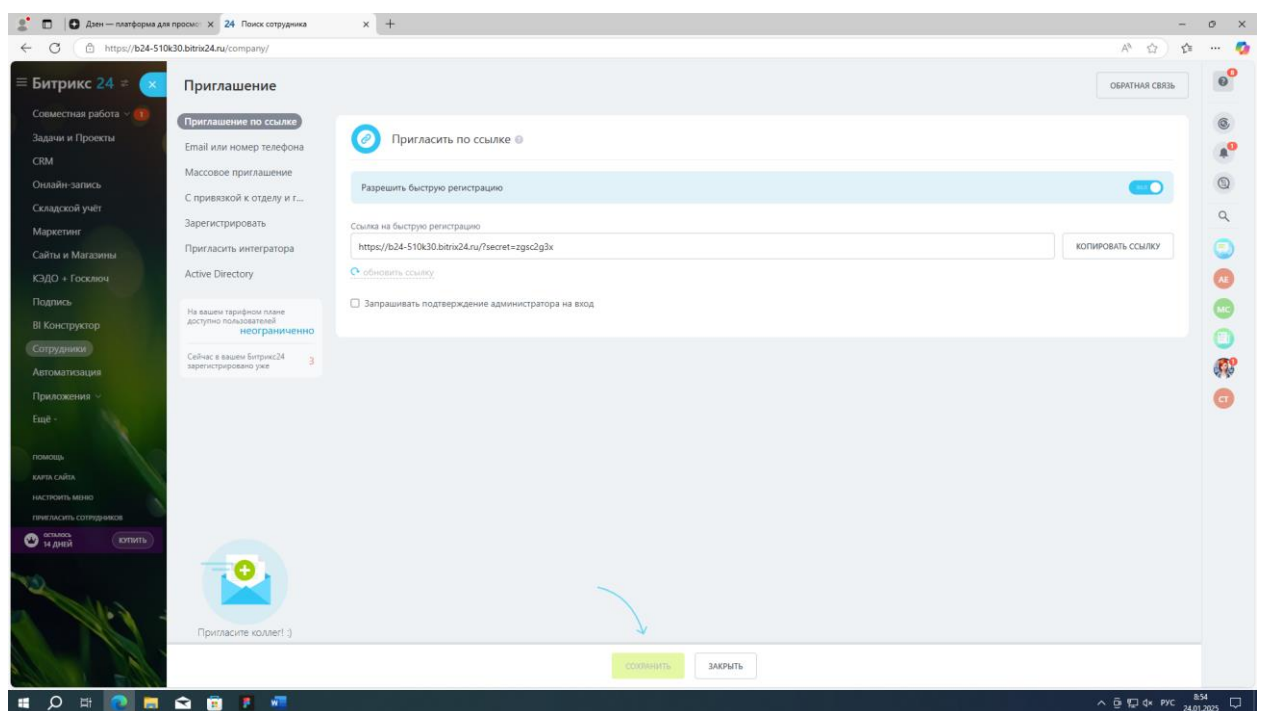 Дзен — платформа для просмо
24 Поиск сотрудника
https://b24-510k30.bitrix24.ru/company/
Битрикс 24
Совместная работа 1
Задачи и Проекты
CRM
Онлайн-запись
Складской учёт
Маркетинг
Сайты и Магазины
КЭДО + Госключ
Подпись
BI Конструктор
Сотрудники
Автоматизация
Приложения
Ещё -
ПОМОЩЬ
КАРТА САЙТА
НАСТРОИТЬ МЕНЮ
ПРИГЛАСИТЬ СОТРУДНИКОВ
ОСТАЛОСЬ
14 ДНЕЙ
КУПИТЬ
Приглашение
ОБРАТНАЯ СВЯЗЬ
Приглашение по ссылке
Email или номер телефона
Массовое приглашение
С привязкой к отделу и г...
Зарегистрировать
Пригласить интегратора
Active Directory
На вашем тарифном плане
доступно пользователей
неограниченно
Сейчас в вашем Битрикс24
зарегистрировано уже
3
Пригласите коллег! :)
Пригласить по ссылке
Разрешить быструю регистрацию
Ссылка на быструю регистрацию
https://b24-510k30.bitrix24.ru/?secret=zgsc2g3x
КОПИРОВАТЬ ССЫЛКУ
обновить ссылку
Запрашивать подтверждение администратора на вход
СОХРАНИТЬ
ЗАКРЫТЬ
AE
MC
СТ
РУС
8:54
24.01.2025